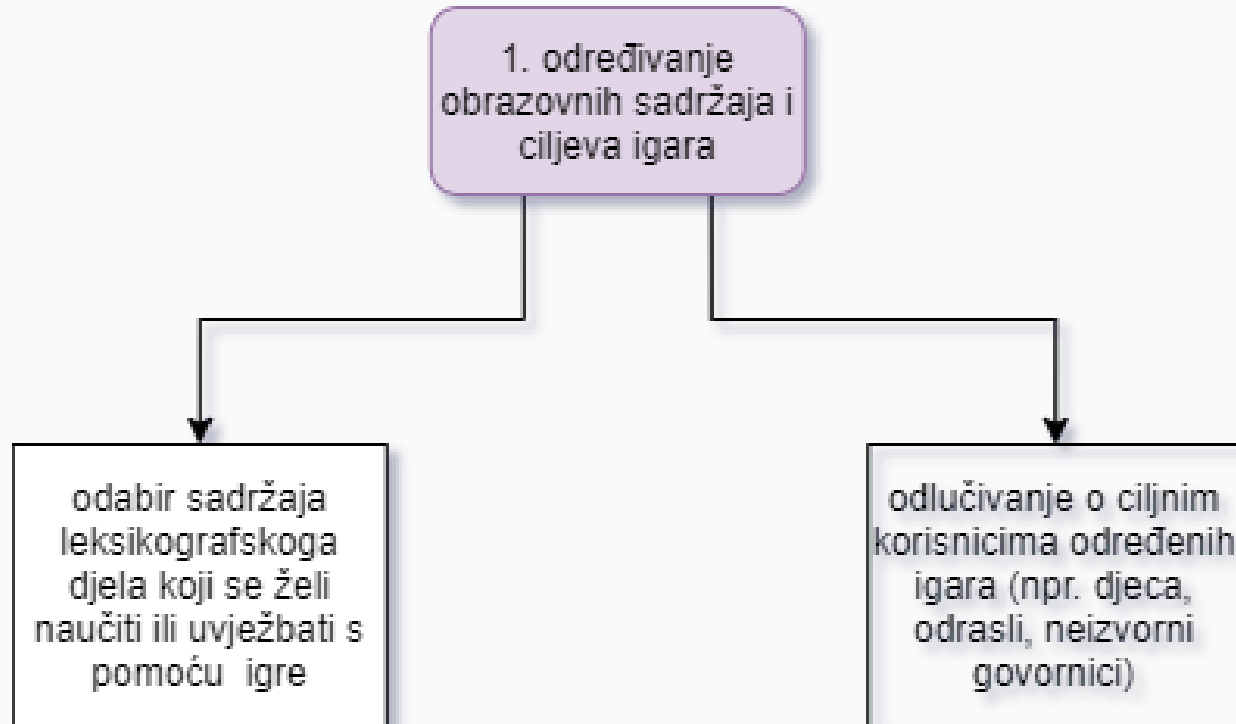 1. određivanje
obrazovnih sadržaja i
ciljeva igara
odabir sadržaja
leksikografskoga
djela koji se želi
naučiti ili uvježbati s
pomoću igre
odlučivanje o ciljnim
korisnicima određenih
igara (npr. djeca,
odrasli, neizvorni
govornici)